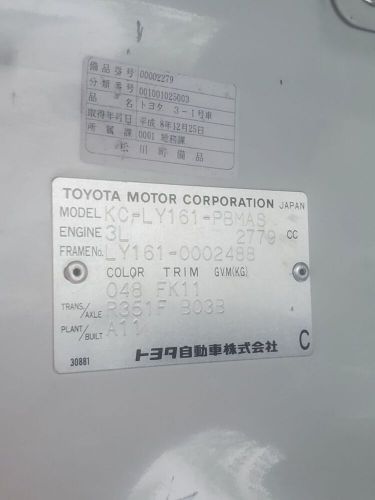 備品番号 00002279
分類番号 001001025003
品名 トヨタ 3-1号車
取得年月日 平成 8年12月25日
所属課 0001 総務課
松川町備品
TOYOTA MOTOR CORPORATION JAPAN
MODEL KC-LY161-PBMAS
ENGINE 3L 2779 CC
FRAME No. LY161-0002488
COLOR TRIM G.V.M(KG)
048 FK11
TRANS/AXLE R351F B03B
PLANT/BUILT A11
30881 トヨタ自動車株式会社 C